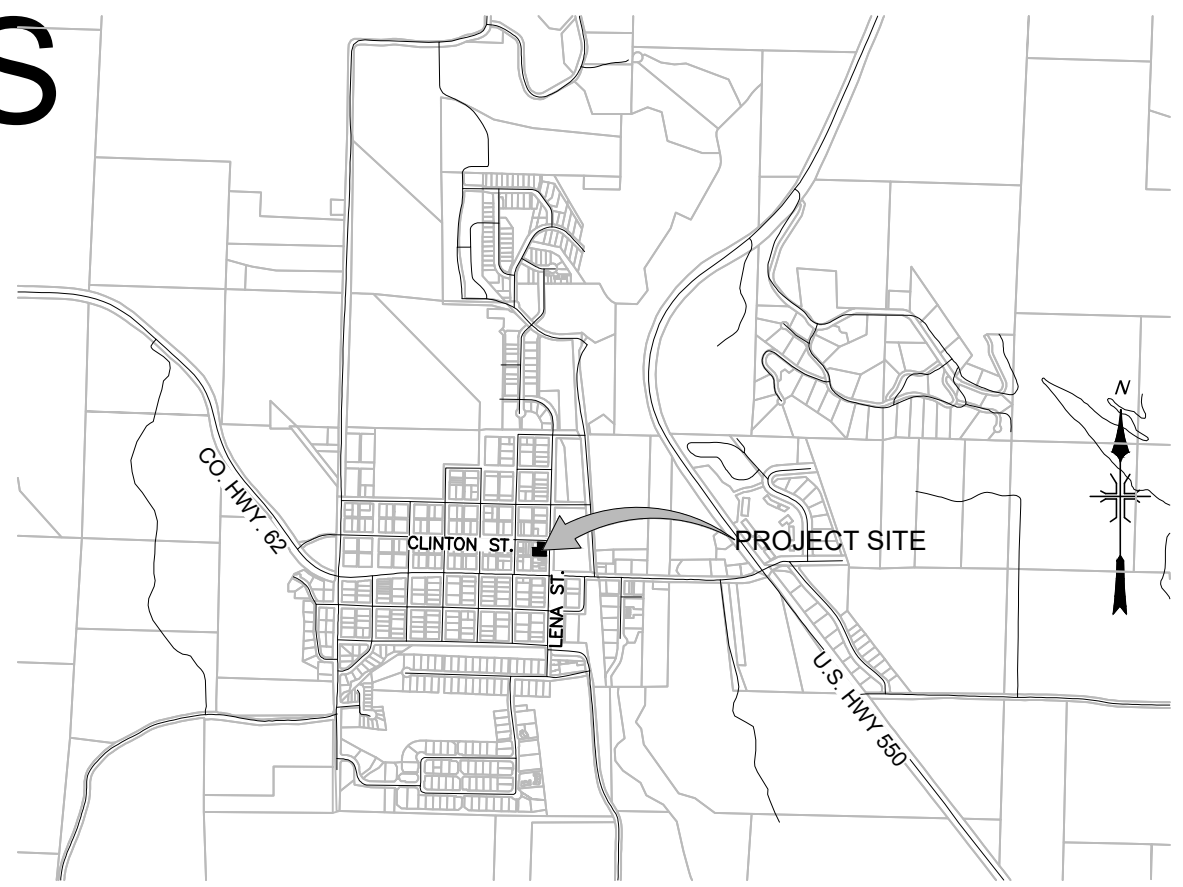 S
N
CO. HWY. 62
CLINTON ST.
PROJECT SITE
LENA ST.
U.S. HWY 550